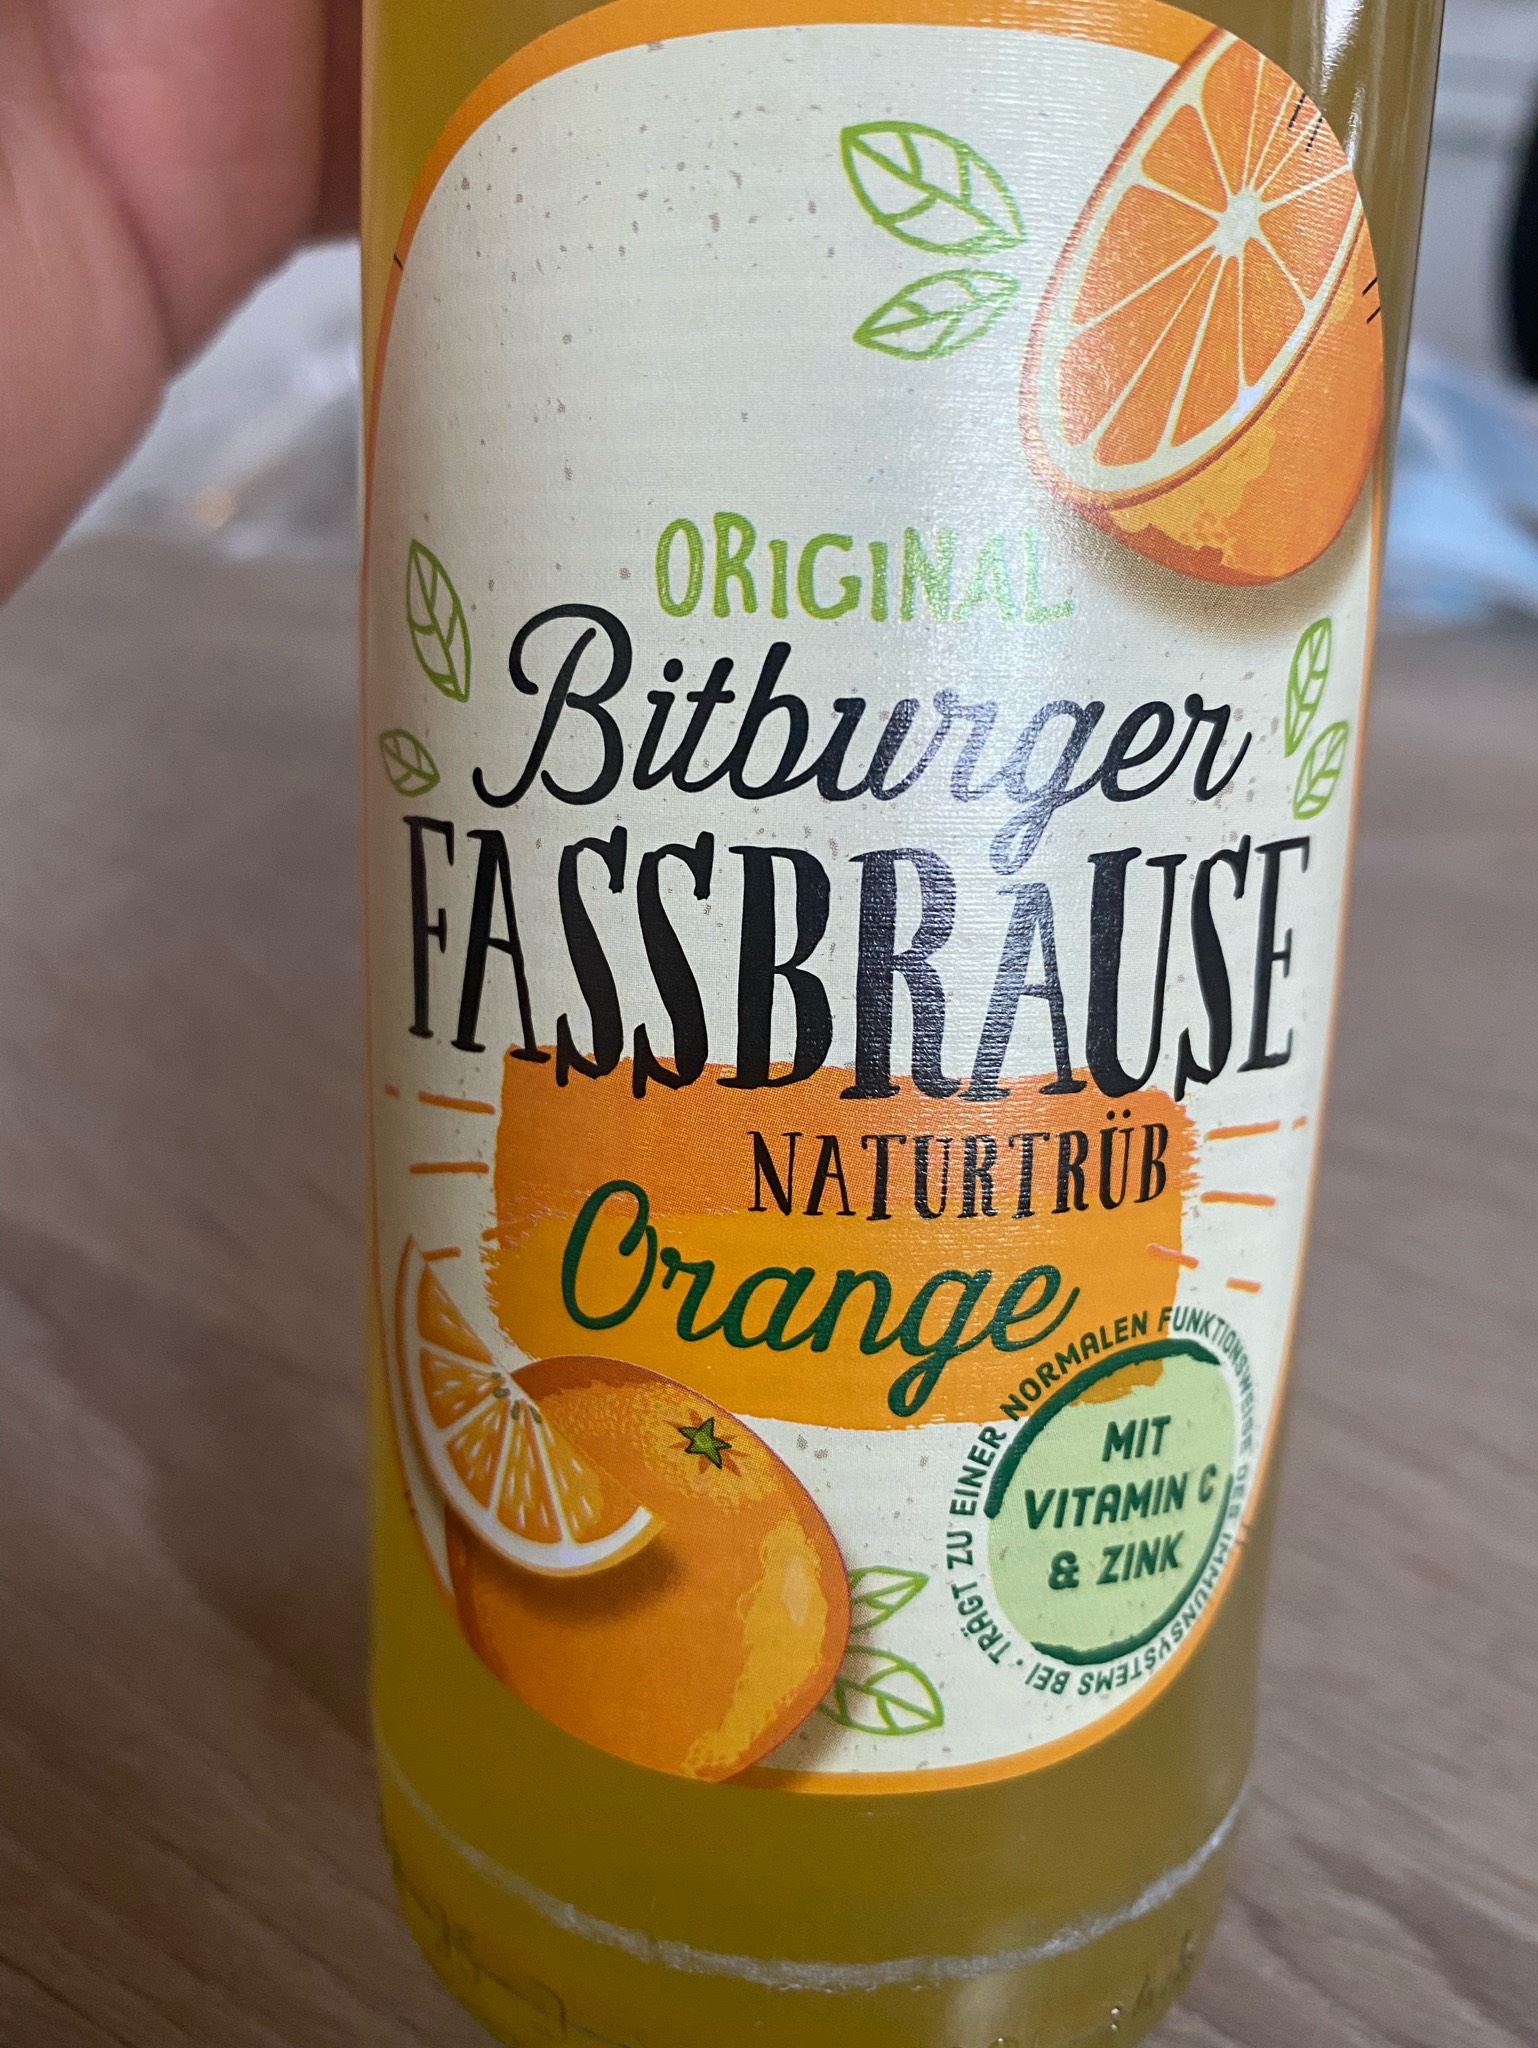 ORIGINAL
Bitburger
FASSBRAUSE
NATURTRÜB
Orange
MIT
VITAMIN C
& ZINK
TRÄGT ZU EINER NORMALEN FUNKTIONSWEISE DES IMMUNSYSTEMS BEI •